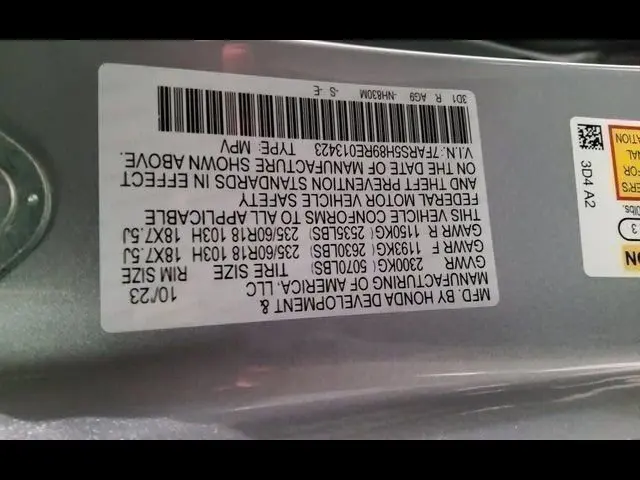 MFD. BY HONDA DEVELOPMENT &
MANUFACTURING OF AMERICA, LLC 10/23
GVWR 2300KG (5070LBS) TIRE SIZE RIM SIZE
GAWR F 1193KG (2630LBS) 235/60R18 103H 18X7.5J
GAWR R 1150KG (2535LBS) 235/60R18 103H 18X7.5J
THIS VEHICLE CONFORMS TO ALL APPLICABLE
FEDERAL MOTOR VEHICLE SAFETY
AND THEFT PREVENTION STANDARDS IN EFFECT
ON THE DATE OF MANUFACTURE SHOWN ABOVE.
V.I.N.:7FARS5H89RE013423 TYPE: MPV
3D1 R AG9 -NH830M -S -E
3D4 A2
lbs.
3